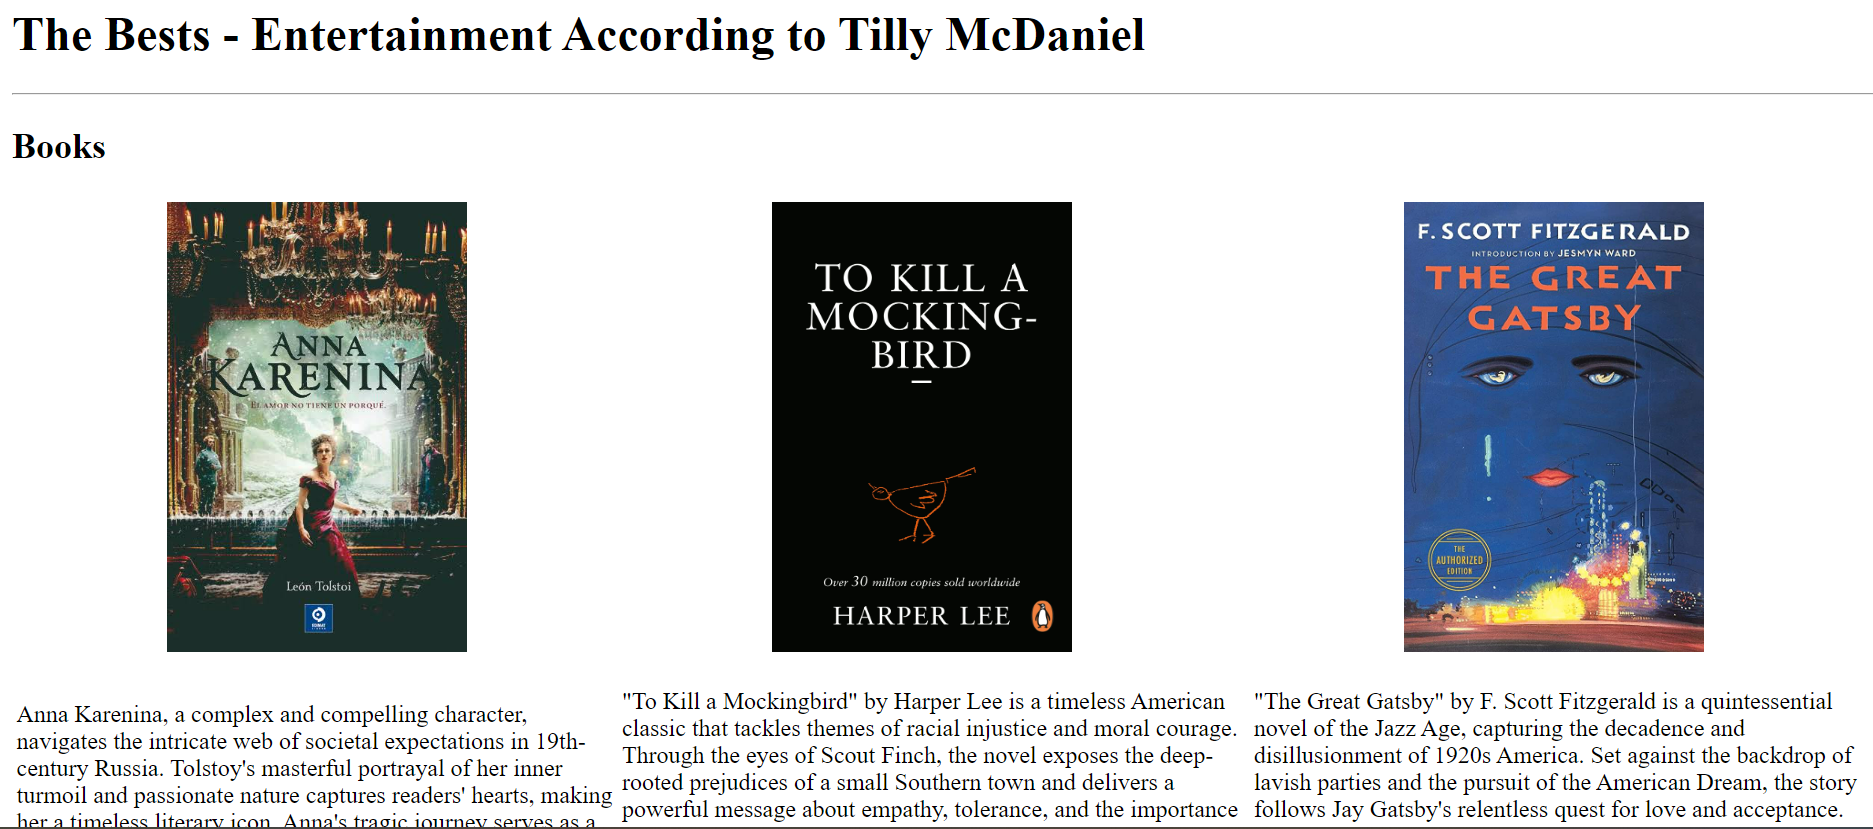 The Bests - Entertainment According to Tilly McDaniel
Books
ANNA
KARENINA
EL AMOR NO TIENE UN PORQUÉ.
León Tolstoi
TO KILL A
MOCKING-
BIRD
Over 30 million copies sold worldwide
HARPER LEE
F. SCOTT FITZGERALD
INTRODUCTION BY JESMYN WARD
THE GREAT
GATSBY
THE
AUTHORIZED
EDITION
Anna Karenina, a complex and compelling character,
navigates the intricate web of societal expectations in 19th-
century Russia. Tolstoy's masterful portrayal of her inner
turmoil and passionate nature captures readers' hearts, making
her a timeless literary icon. Anna's tragic journey serves as a
"To Kill a Mockingbird" by Harper Lee is a timeless American
classic that tackles themes of racial injustice and moral courage.
Through the eyes of Scout Finch, the novel exposes the deep-
rooted prejudices of a small Southern town and delivers a
powerful message about empathy, tolerance, and the importance
"The Great Gatsby" by F. Scott Fitzgerald is a quintessential
novel of the Jazz Age, capturing the decadence and
disillusionment of 1920s America. Set against the backdrop of
lavish parties and the pursuit of the American Dream, the story
follows Jay Gatsby's relentless quest for love and acceptance.